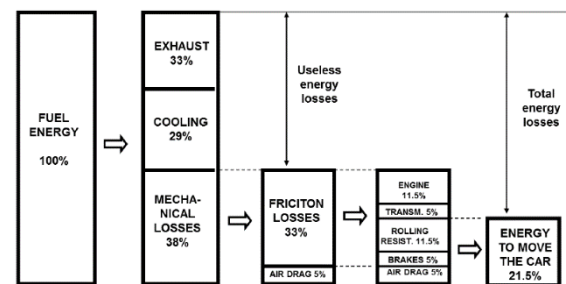 FUEL
ENERGY
100%
EXHAUST
33%
COOLING
29%
MECHA-
NICAL
LOSSES
38%
Useless
energy
losses
FRICITON
LOSSES
33%
AIR DRAG 5%
ENGINE
11.5%
TRANSM. 5%
ROLLING
RESIST. 11.5%
BRAKES 5%
AIR DRAG 5%
Total
energy
losses
ENERGY
TO MOVE
THE CAR
21.5%